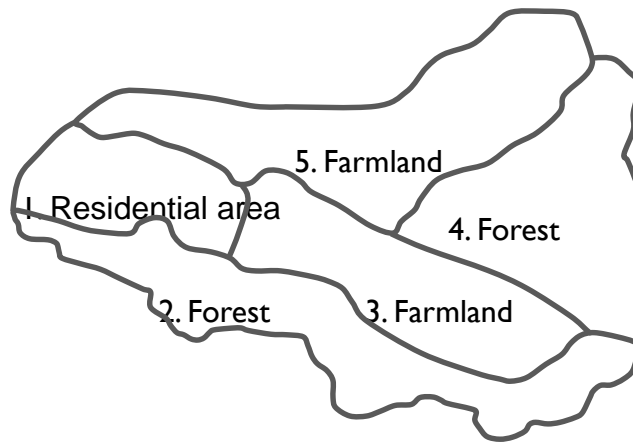 5. Farmland
1. Residential area
4. Forest
2. Forest
3. Farmland